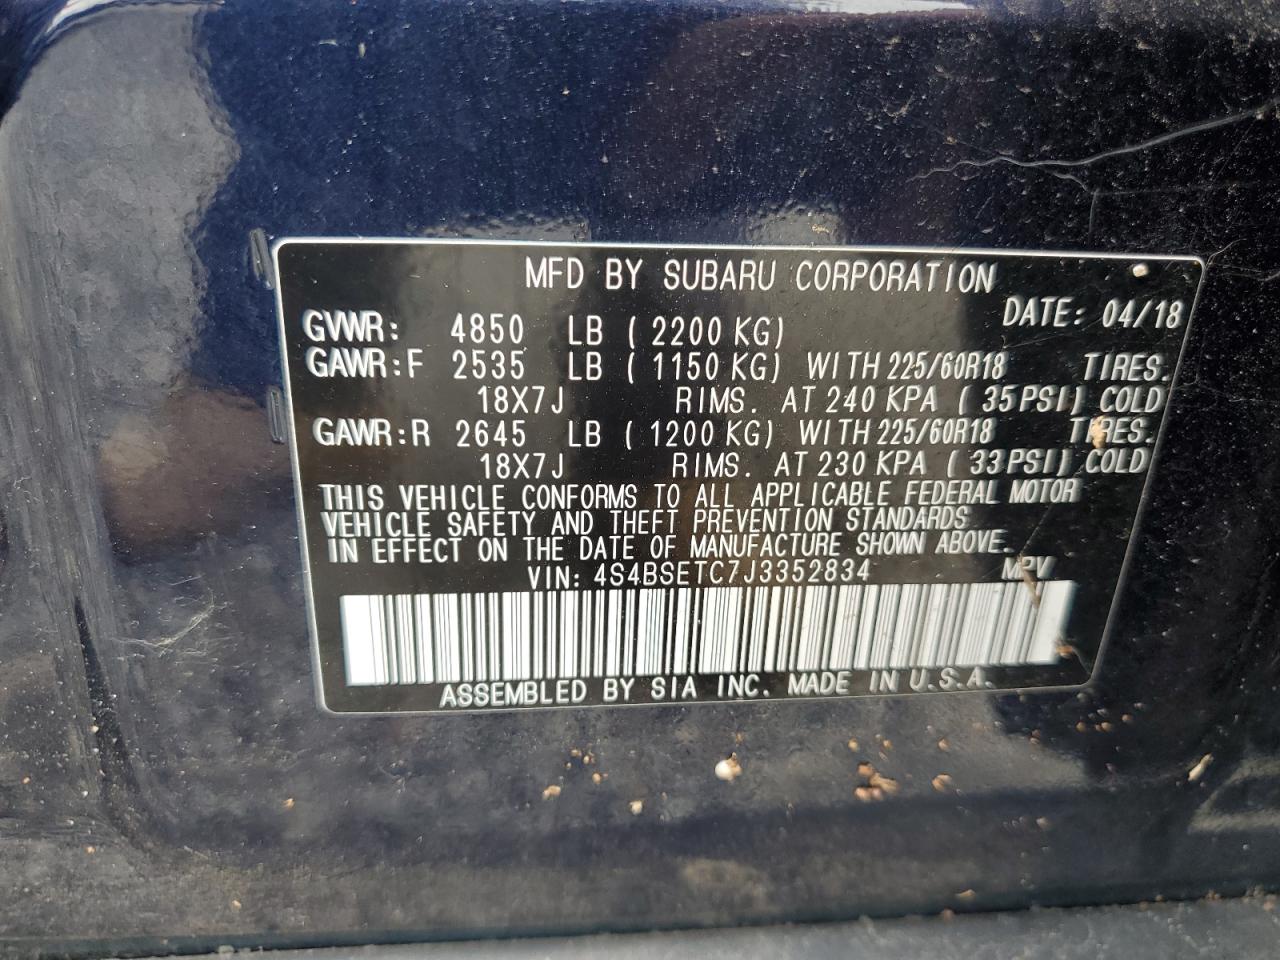 MFD BY SUBARU CORPORATION
DATE: 04/18
GVWR: 4850 LB ( 2200 KG)
GAWR:F 2535 LB ( 1150 KG) WITH 225/60R18 TIRES.
18X7J RIMS. AT 240 KPA ( 35 PSI) COLD
GAWR:R 2645 LB ( 1200 KG) WITH 225/60R18 TIRES.
18X7J RIMS. AT 230 KPA ( 33 PSI) COLD
THIS VEHICLE CONFORMS TO ALL APPLICABLE FEDERAL MOTOR
VEHICLE SAFETY AND THEFT PREVENTION STANDARDS
IN EFFECT ON THE DATE OF MANUFACTURE SHOWN ABOVE.
VIN: 4S4BSETC7J3352834 MPV
ASSEMBLED BY SIA INC. MADE IN U.S.A.